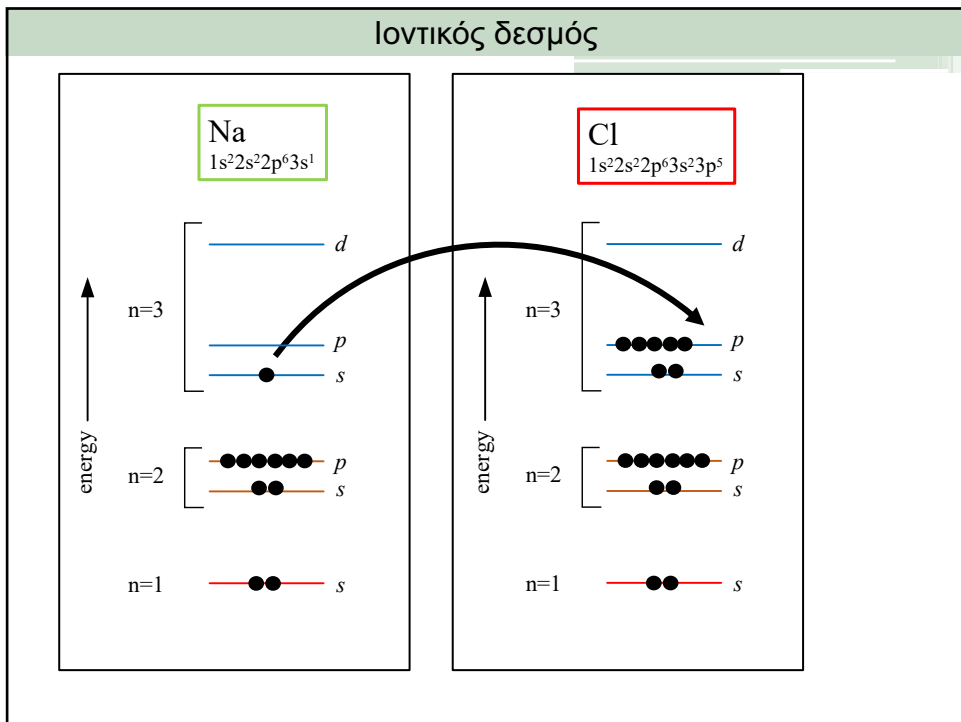 Ιοντικός δεσμός
Na
1s²2s²2p⁶3s¹
d
n=3
p
s
energy
p
n=2
s
n=1
s
Cl
1s²2s²2p⁶3s²3p⁵
d
n=3
p
s
energy
p
n=2
s
n=1
s